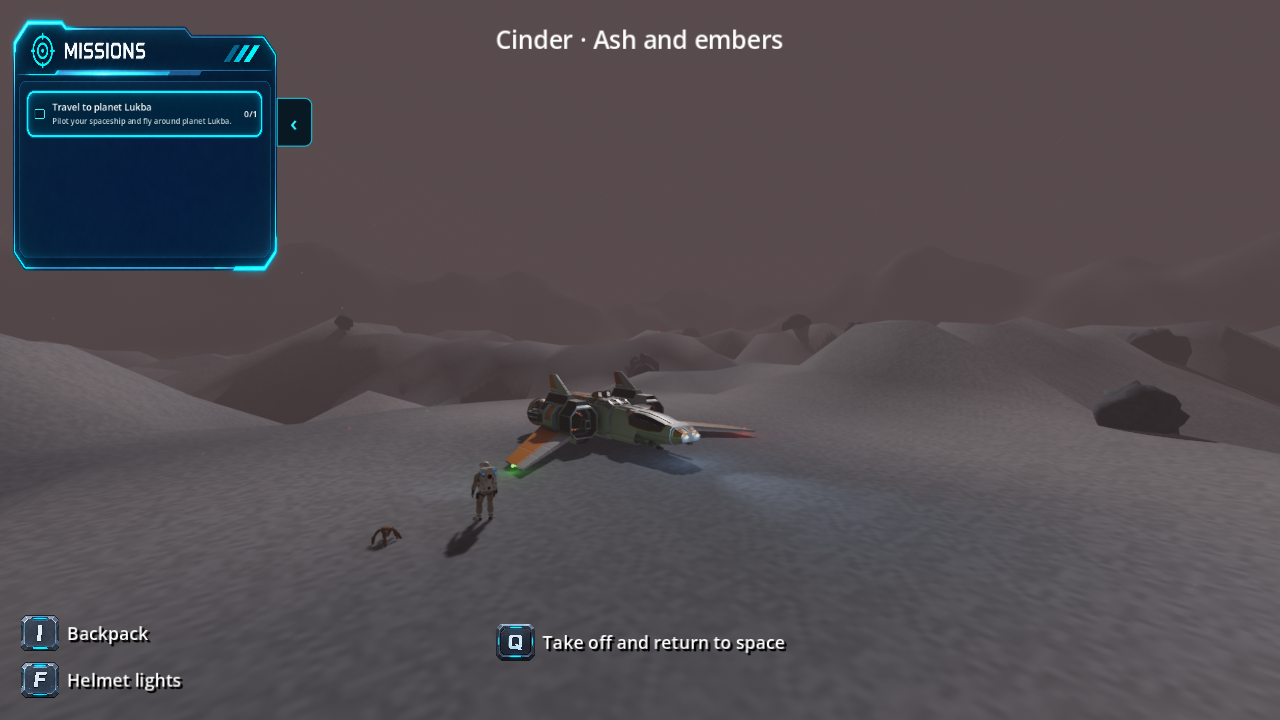 MISSIONS
Travel to planet Lukba
Pilot your spaceship and fly around planet Lukba.
0/1
Cinder · Ash and embers
I Backpack
F Helmet lights
Q Take off and return to space